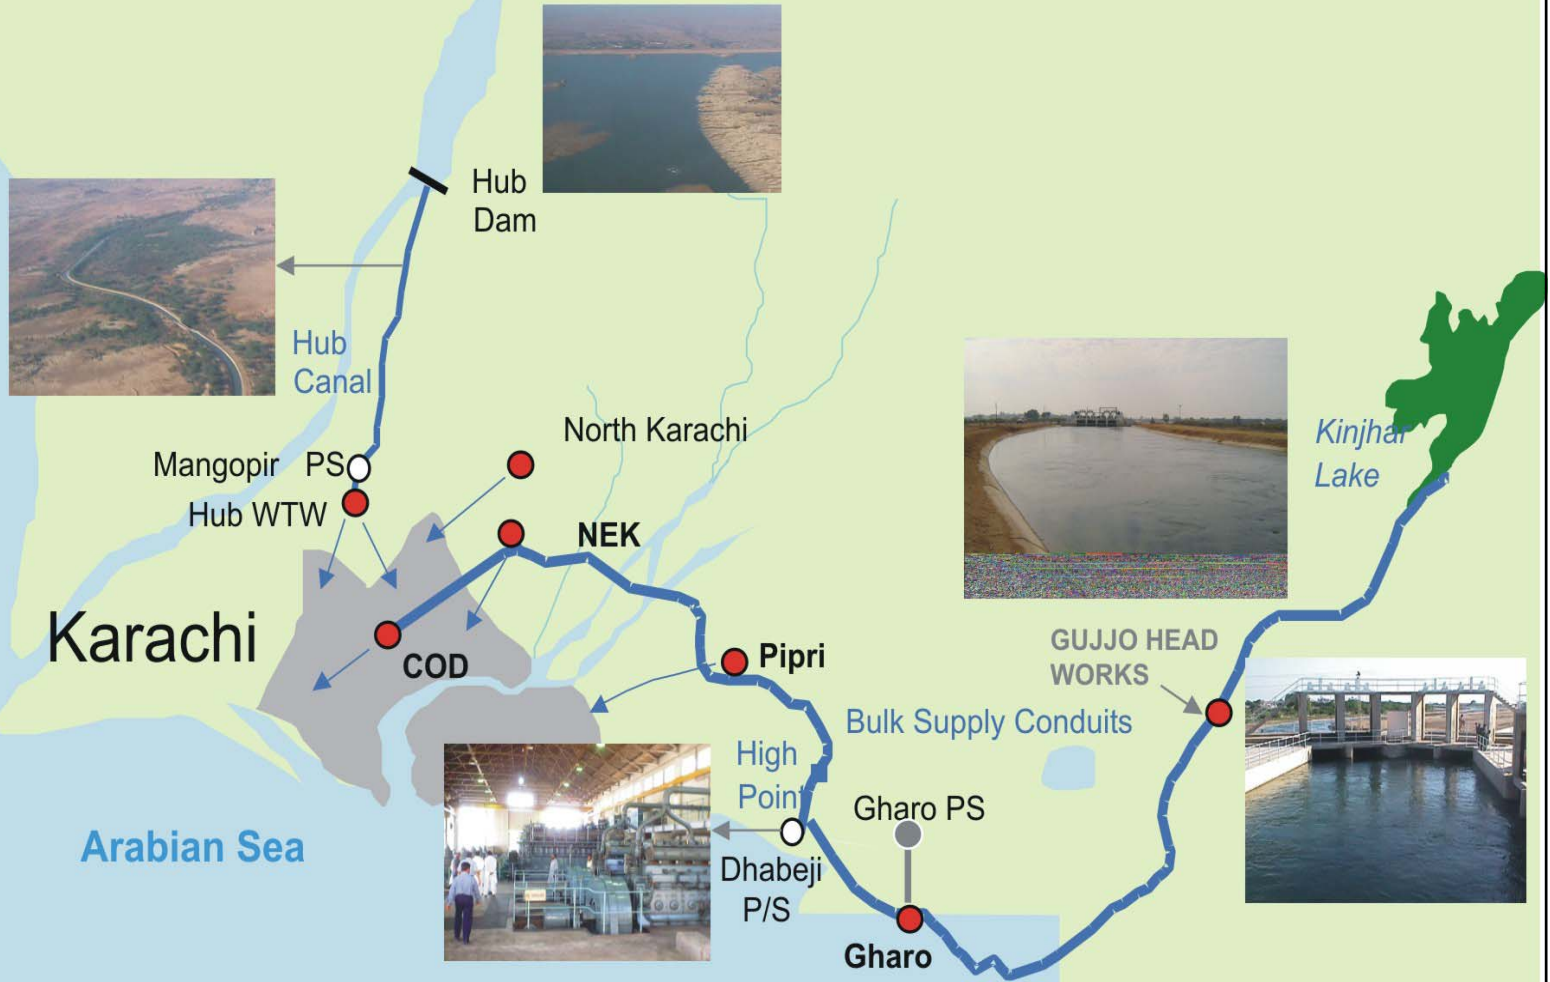 Hub
Dam
Hub
Canal
North Karachi
Mangopir PS
Hub WTW
NEK
Kinjhar
Lake
Karachi
COD
Pipri
GUJJO HEAD
WORKS
Bulk Supply Conduits
High
Point
Gharo PS
Arabian Sea
Dhabeji
P/S
Gharo